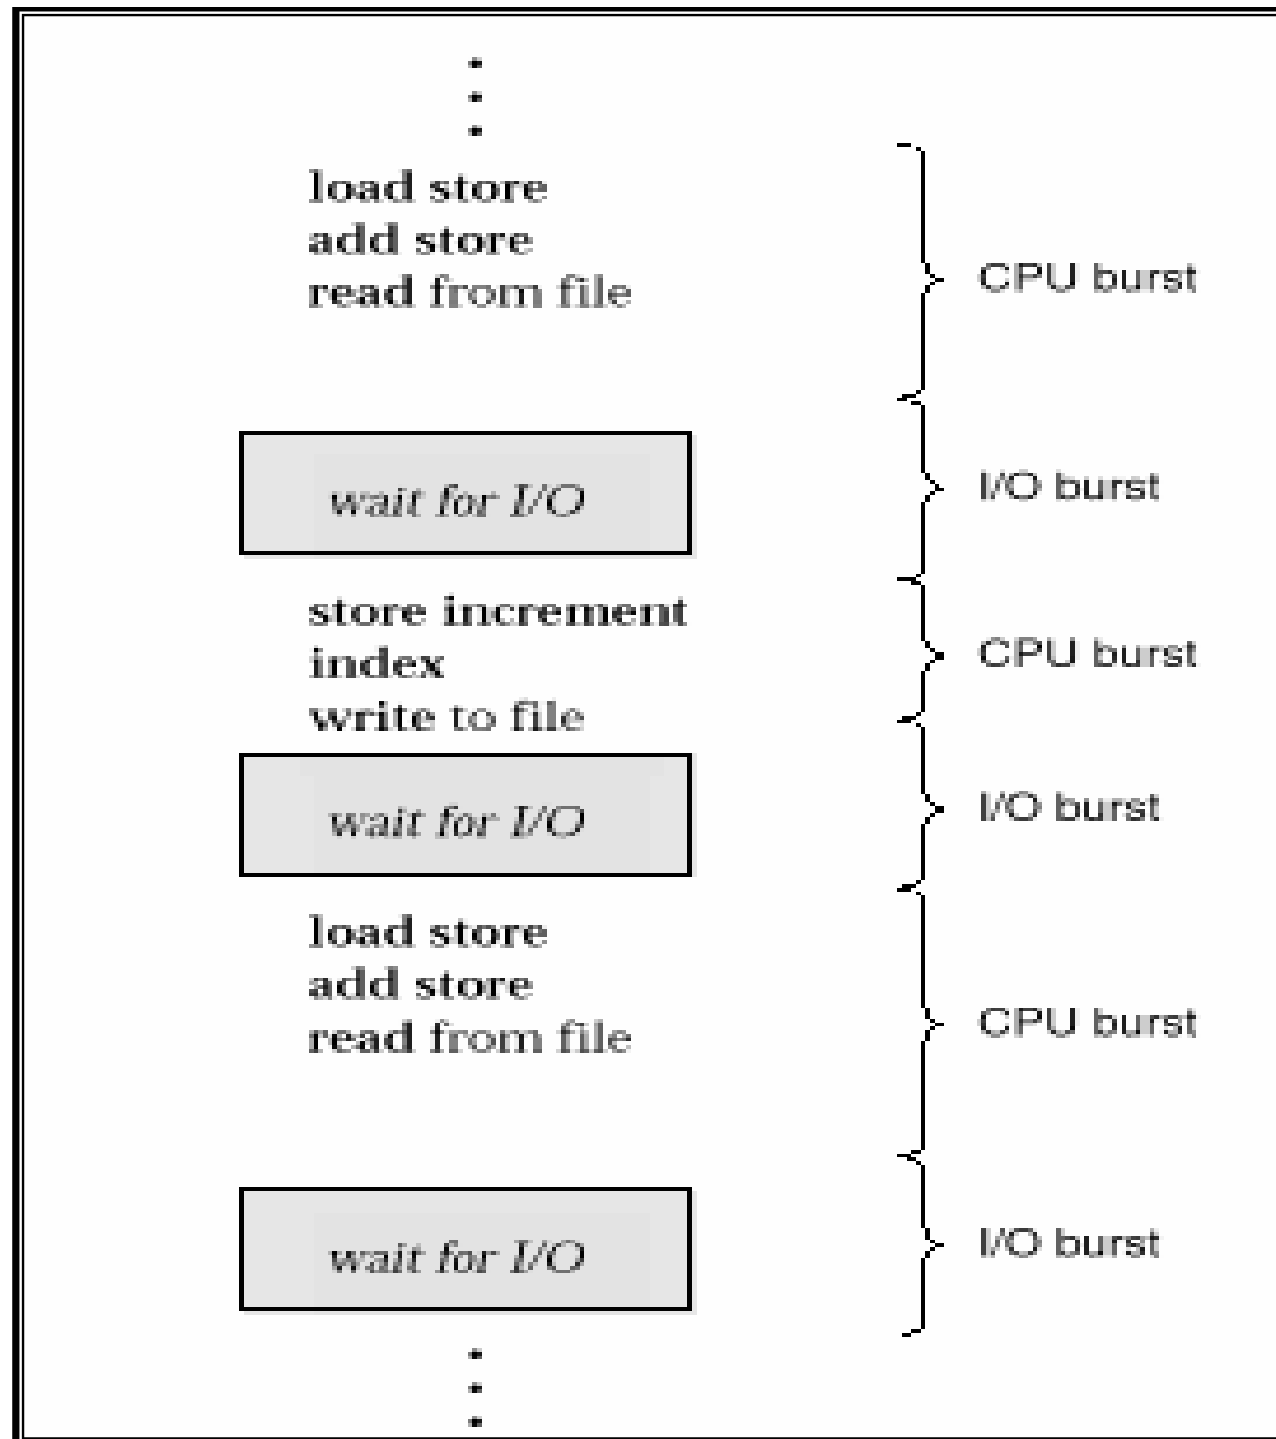 load store
add store
read from file
CPU burst
wait for I/O
I/O burst
store increment
index
write to file
CPU burst
wait for I/O
I/O burst
load store
add store
read from file
CPU burst
wait for I/O
I/O burst